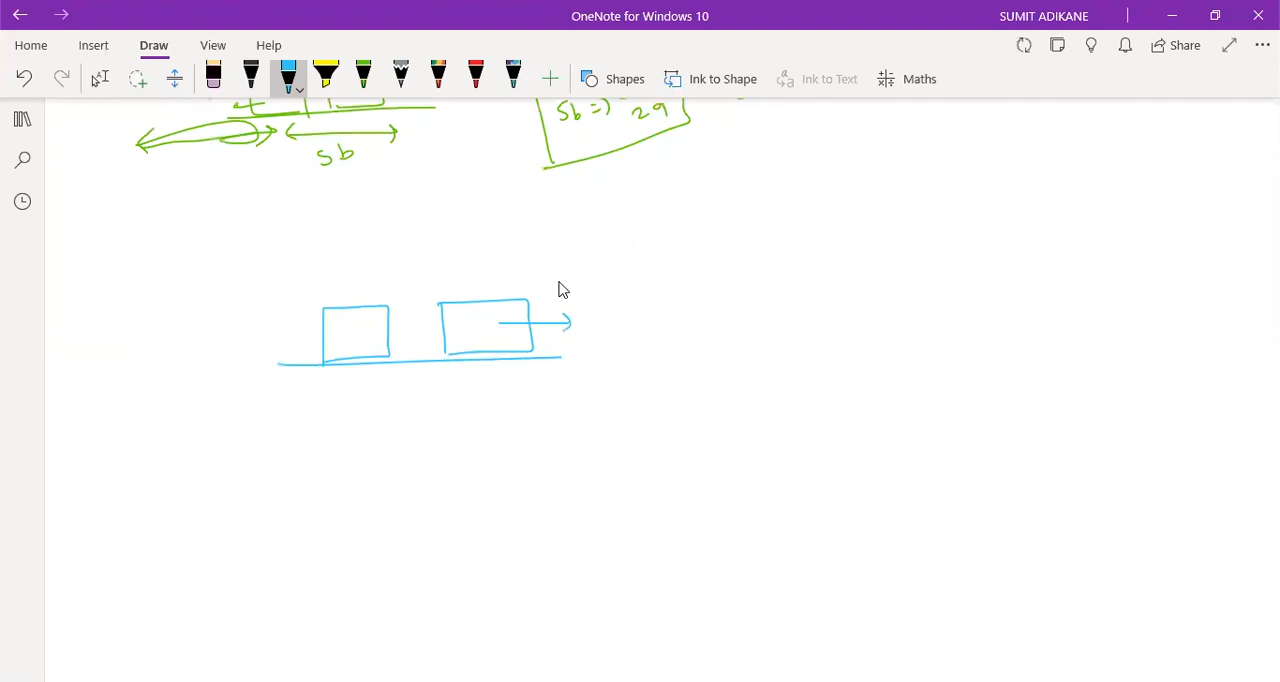 OneNote for Windows 10
SUMIT ADIKANE
Home
Insert
Draw
View
Help
Share
Shapes
Ink to Shape
Ink to Text
Maths
sb
sb => 29